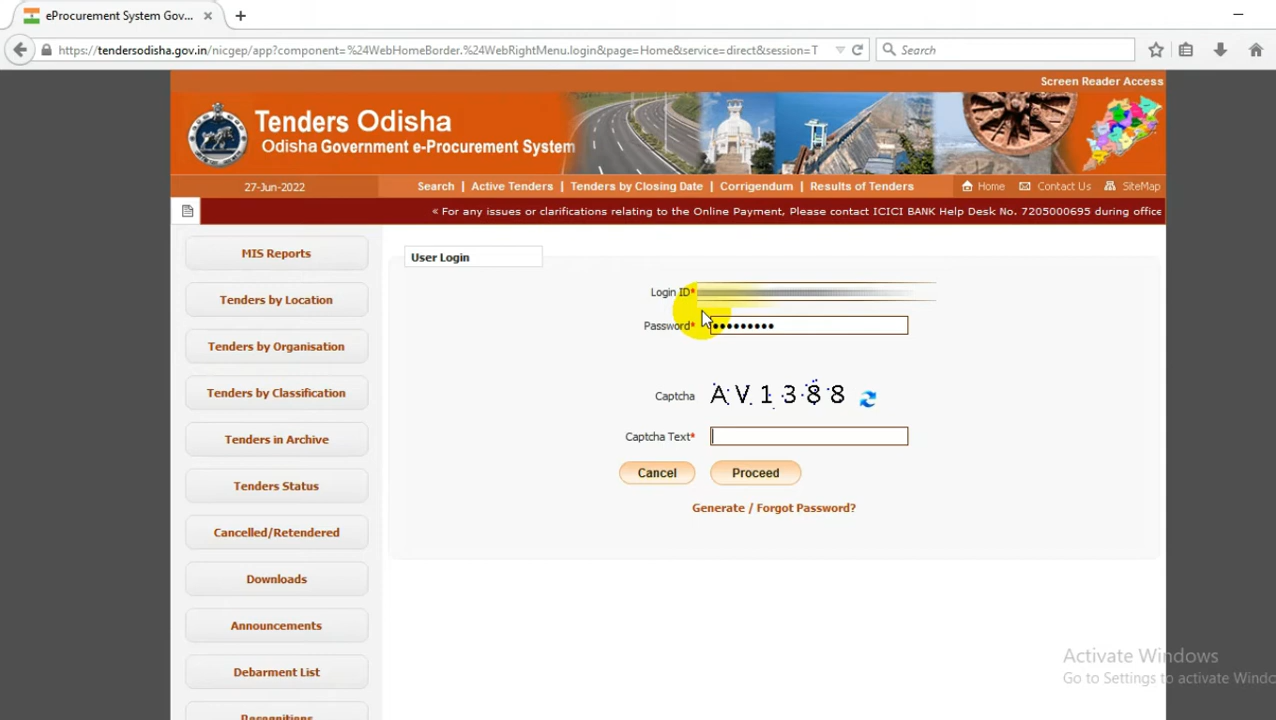 eProcurement System Gov...
https://tendersodisha.gov.in/nicgep/app?component=%24WebHomeBorder.%24WebRightMenu.login&page=Home&service=direct&session=T
Search
Screen Reader Access
Tenders Odisha
Odisha Government e-Procurement System
27-Jun-2022
Search | Active Tenders | Tenders by Closing Date | Corrigendum | Results of Tenders
Home
Contact Us
SiteMap
« For any issues or clarifications relating to the Online Payment, Please contact ICICI BANK Help Desk No. 7205000695 during office
MIS Reports
Tenders by Location
Tenders by Organisation
Tenders by Classification
Tenders in Archive
Tenders Status
Cancelled/Retendered
Downloads
Announcements
Debarment List
Recognitions
User Login
Login ID*
Password* ●●●●●●●●●
Captcha AV1388
Captcha Text*
Cancel
Proceed
Generate / Forgot Password?
Activate Windows
Go to Settings to activate Windo